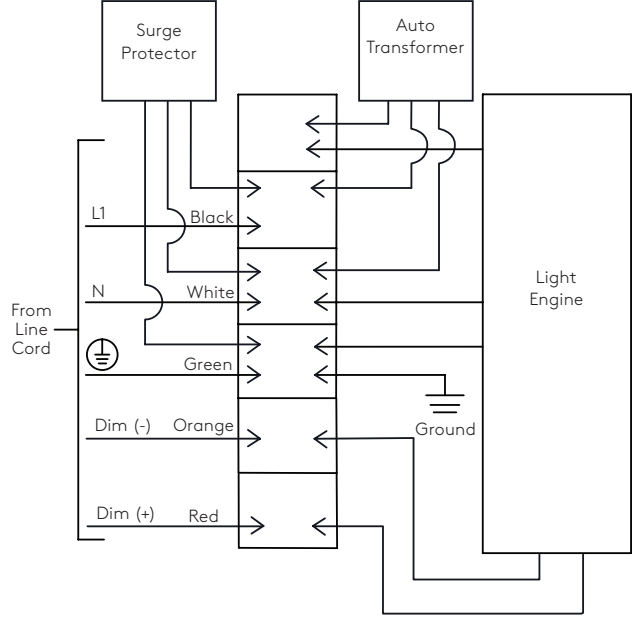 Surge
Protector
Auto
Transformer
L1
Black
N
White
From
Line
Cord
Green
Light
Engine
Ground
Dim (-)
Orange
Dim (+)
Red